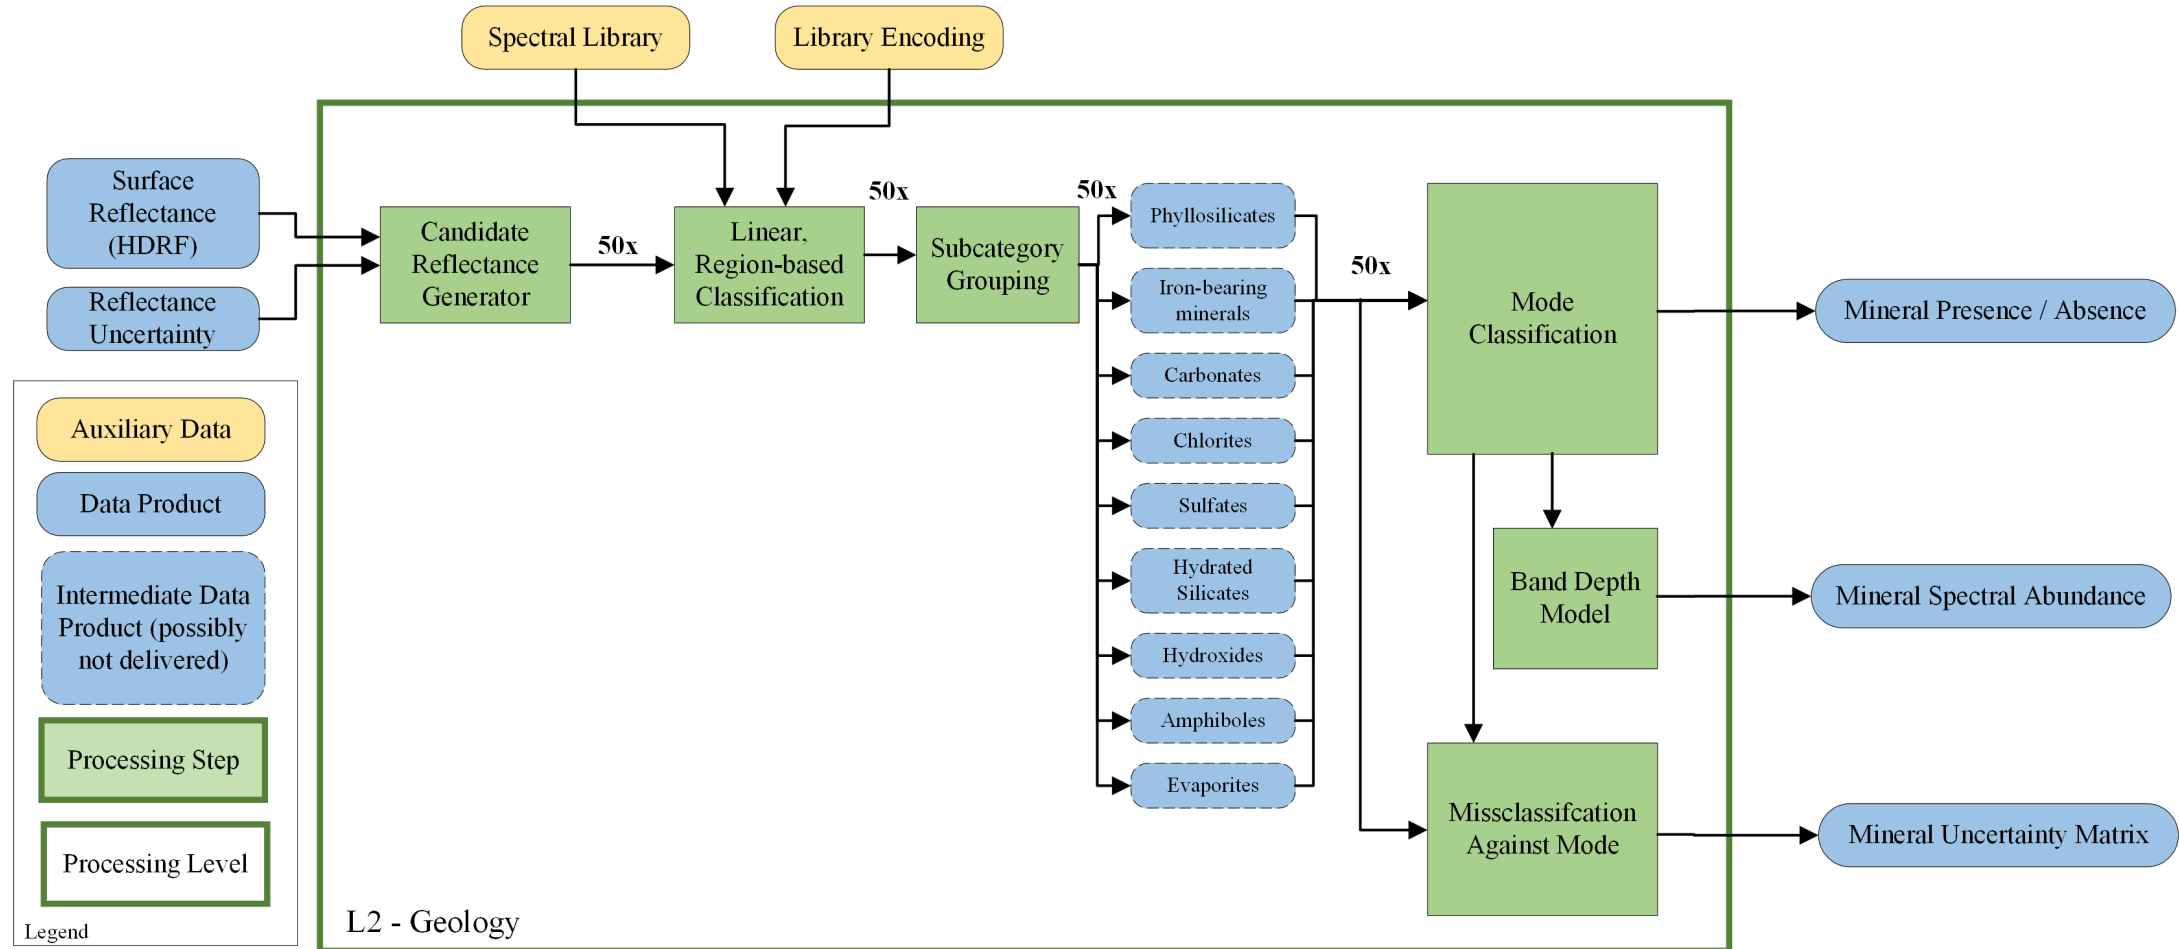 Spectral Library
Library Encoding
Surface
Reflectance
(HDRF)
Reflectance
Uncertainty
Candidate
Reflectance
Generator
50x
Linear,
Region-based
Classification
50x
Subcategory
Grouping
50x
Phyllosilicates
Iron-bearing
minerals
Carbonates
Chlorites
Sulfates
Hydrated
Silicates
Hydroxides
Amphiboles
Evaporites
50x
Mode
Classification
Band Depth
Model
Missclassifcation
Against Mode
Mineral Presence / Absence
Mineral Spectral Abundance
Mineral Uncertainty Matrix
Auxiliary Data
Data Product
Intermediate Data
Product (possibly
not delivered)
Processing Step
Processing Level
Legend
L2 - Geology